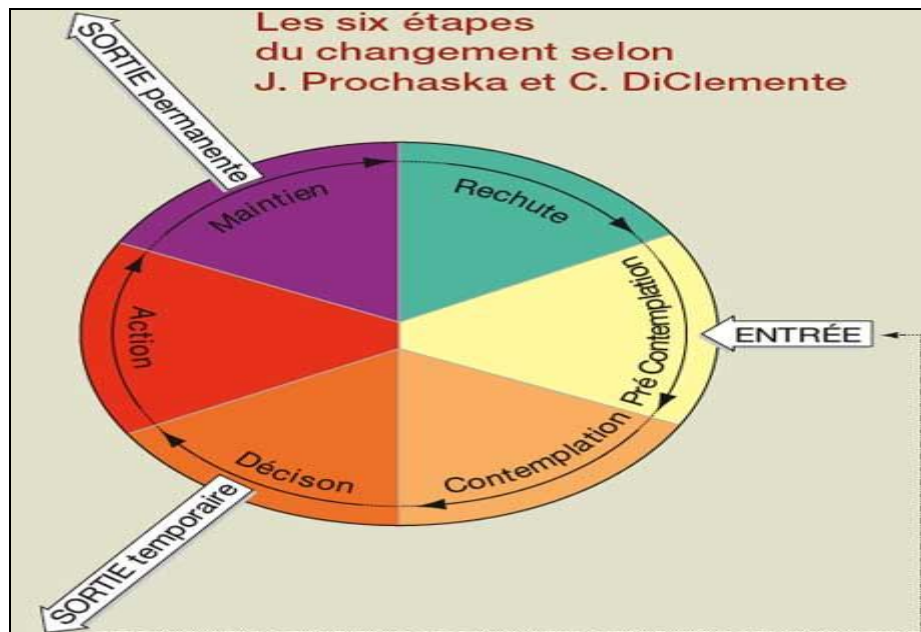 Les six étapes
du changement selon
J. Prochaska et C. DiClemente
SORTIE permanente
Maintien
Rechute
Action
Pré Contemplation
ENTRÉE
Décison
Contemplation
SORTIE temporaire